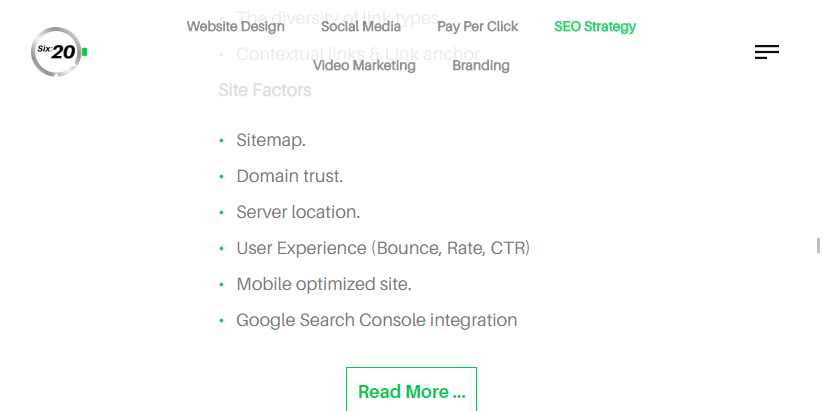 The diversity of link types.
Website Design Social Media Pay Per Click SEO Strategy
Six:20
Contextual links & Link anchor
Video Marketing Branding
Site Factors
Sitemap.
Domain trust.
Server location.
User Experience (Bounce, Rate, CTR)
Mobile optimized site.
Google Search Console integration
Read More ...